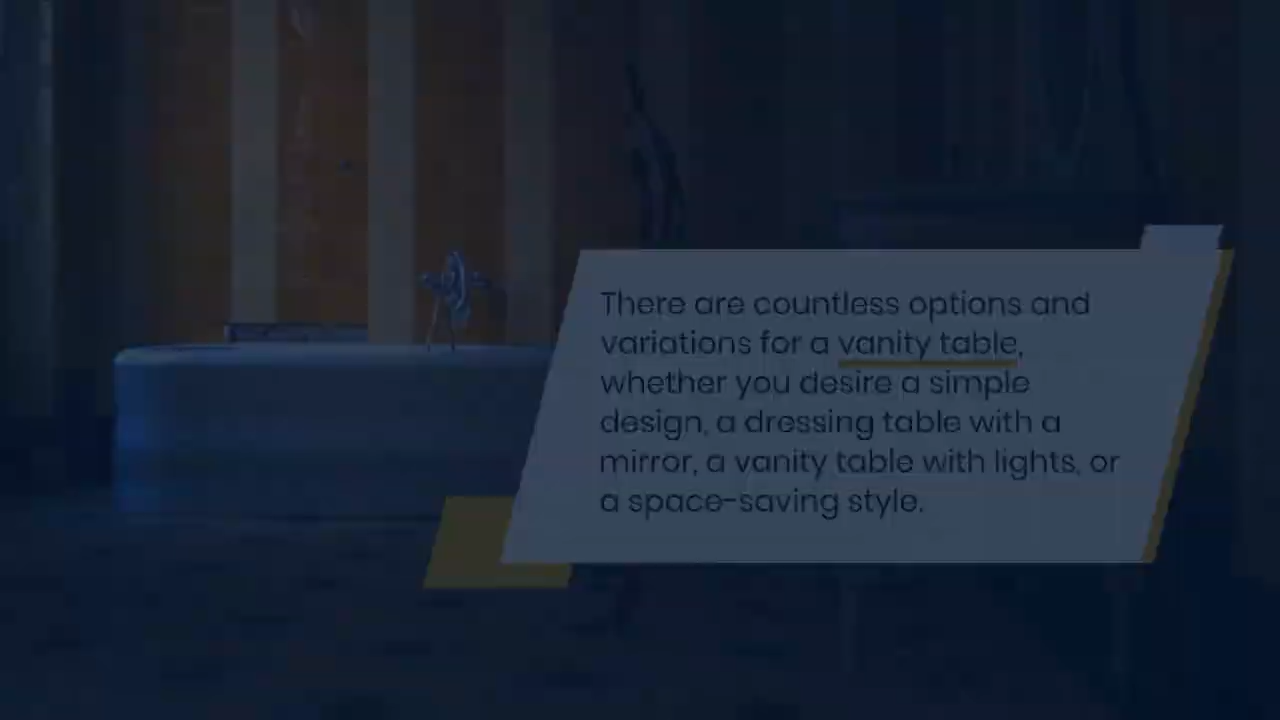 There are countless options and
variations for a vanity table,
whether you desire a simple
design, a dressing table with a
mirror, a vanity table with lights, or
a space-saving style.